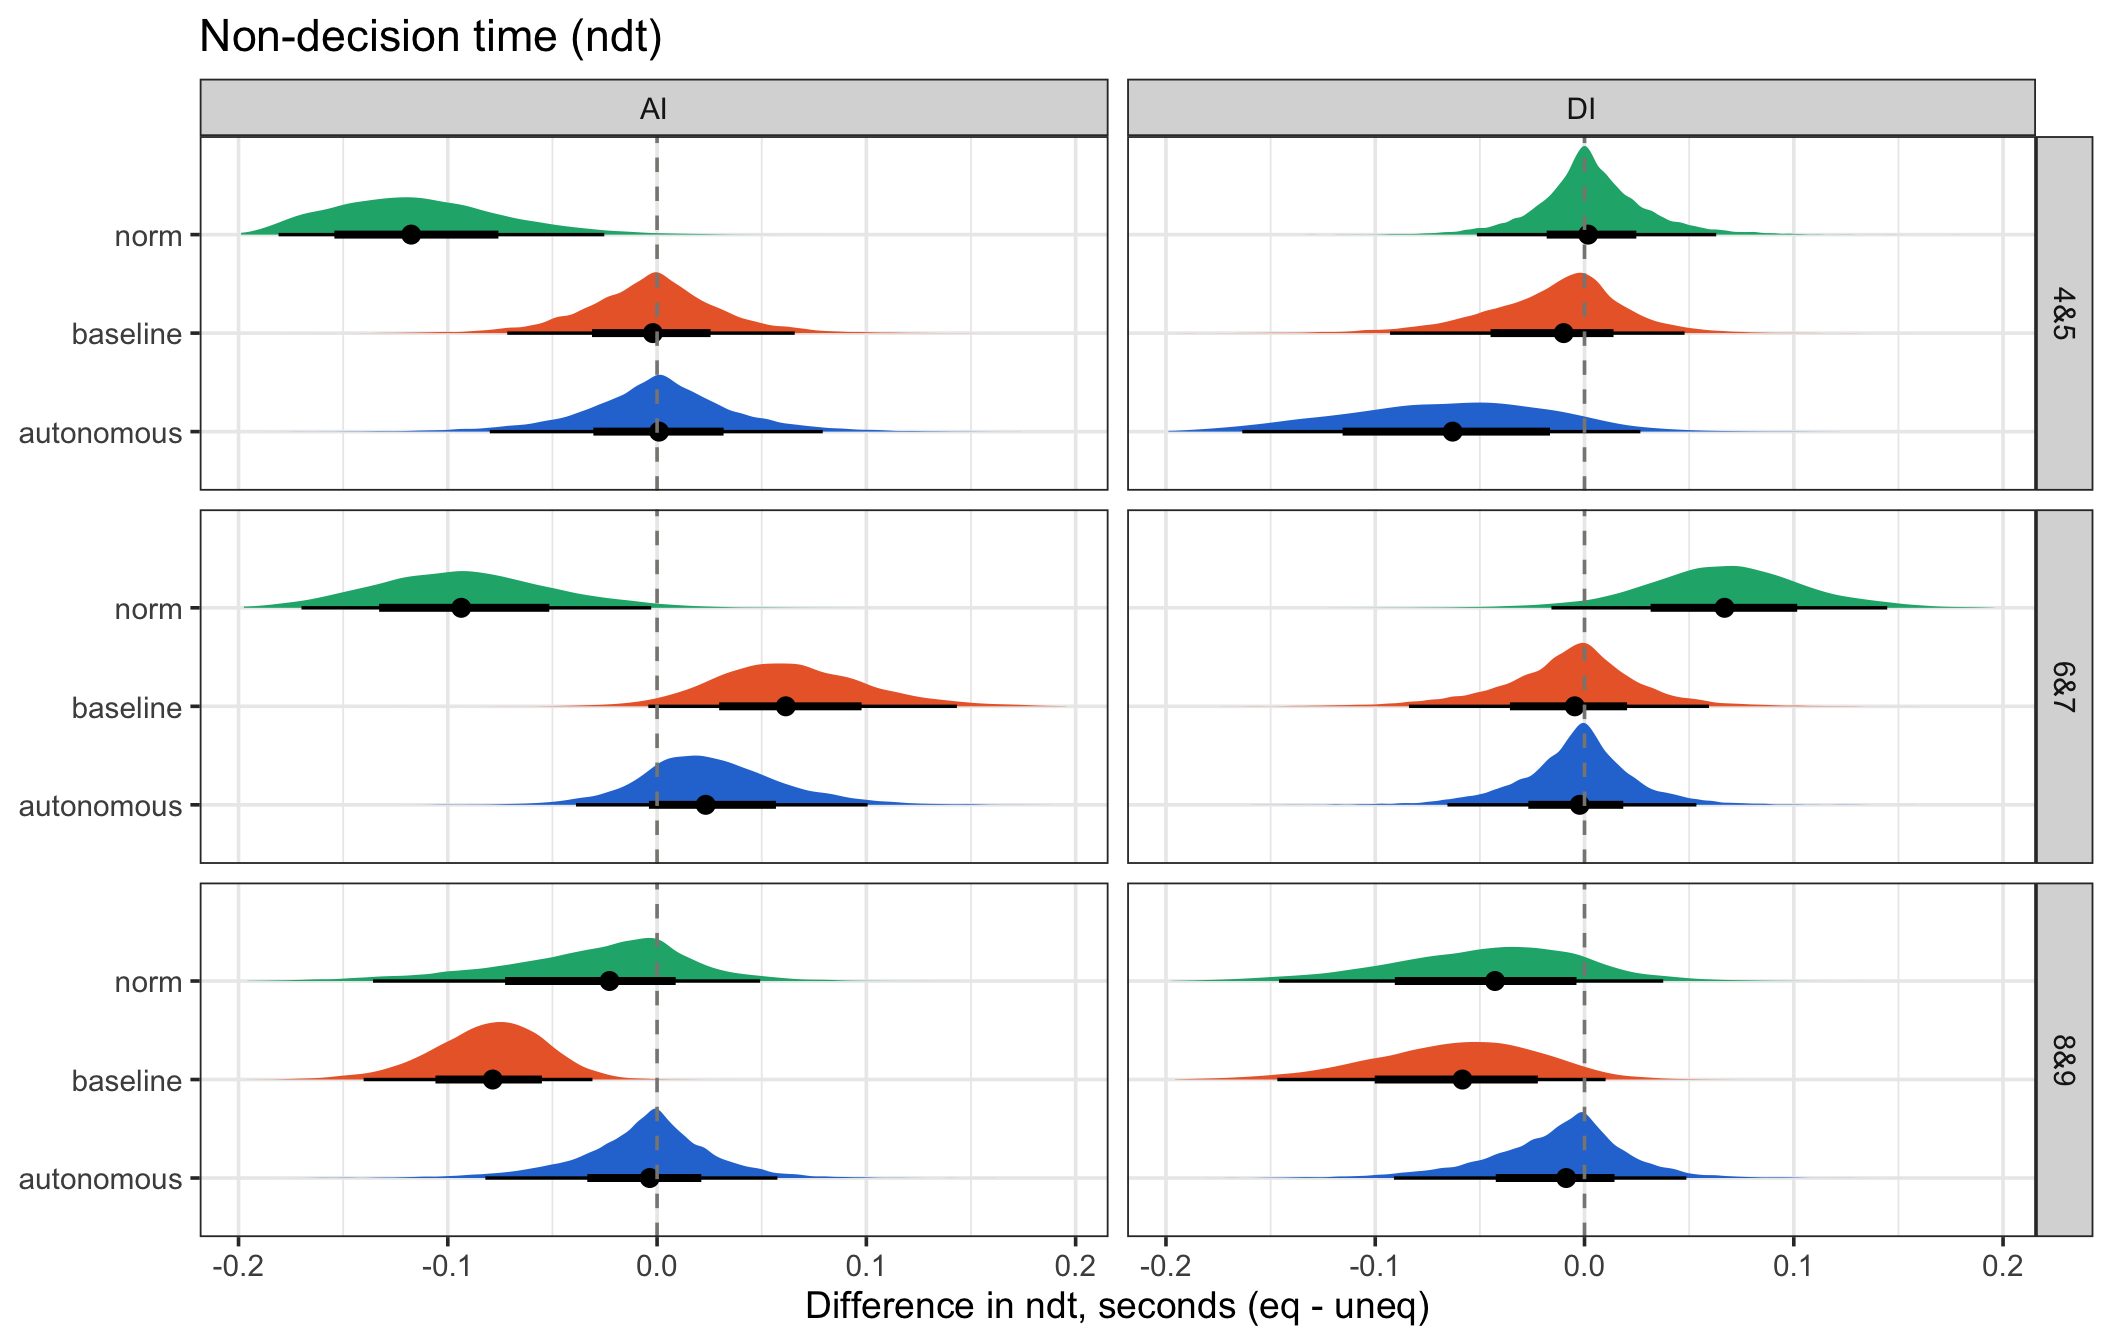 Non-decision time (ndt)
AI
DI
norm
baseline
autonomous
4&5
norm
baseline
autonomous
6&7
norm
baseline
autonomous
8&9
-0.2 -0.1 0.0 0.1 0.2 -0.2 -0.1 0.0 0.1 0.2
Difference in ndt, seconds (eq - uneq)